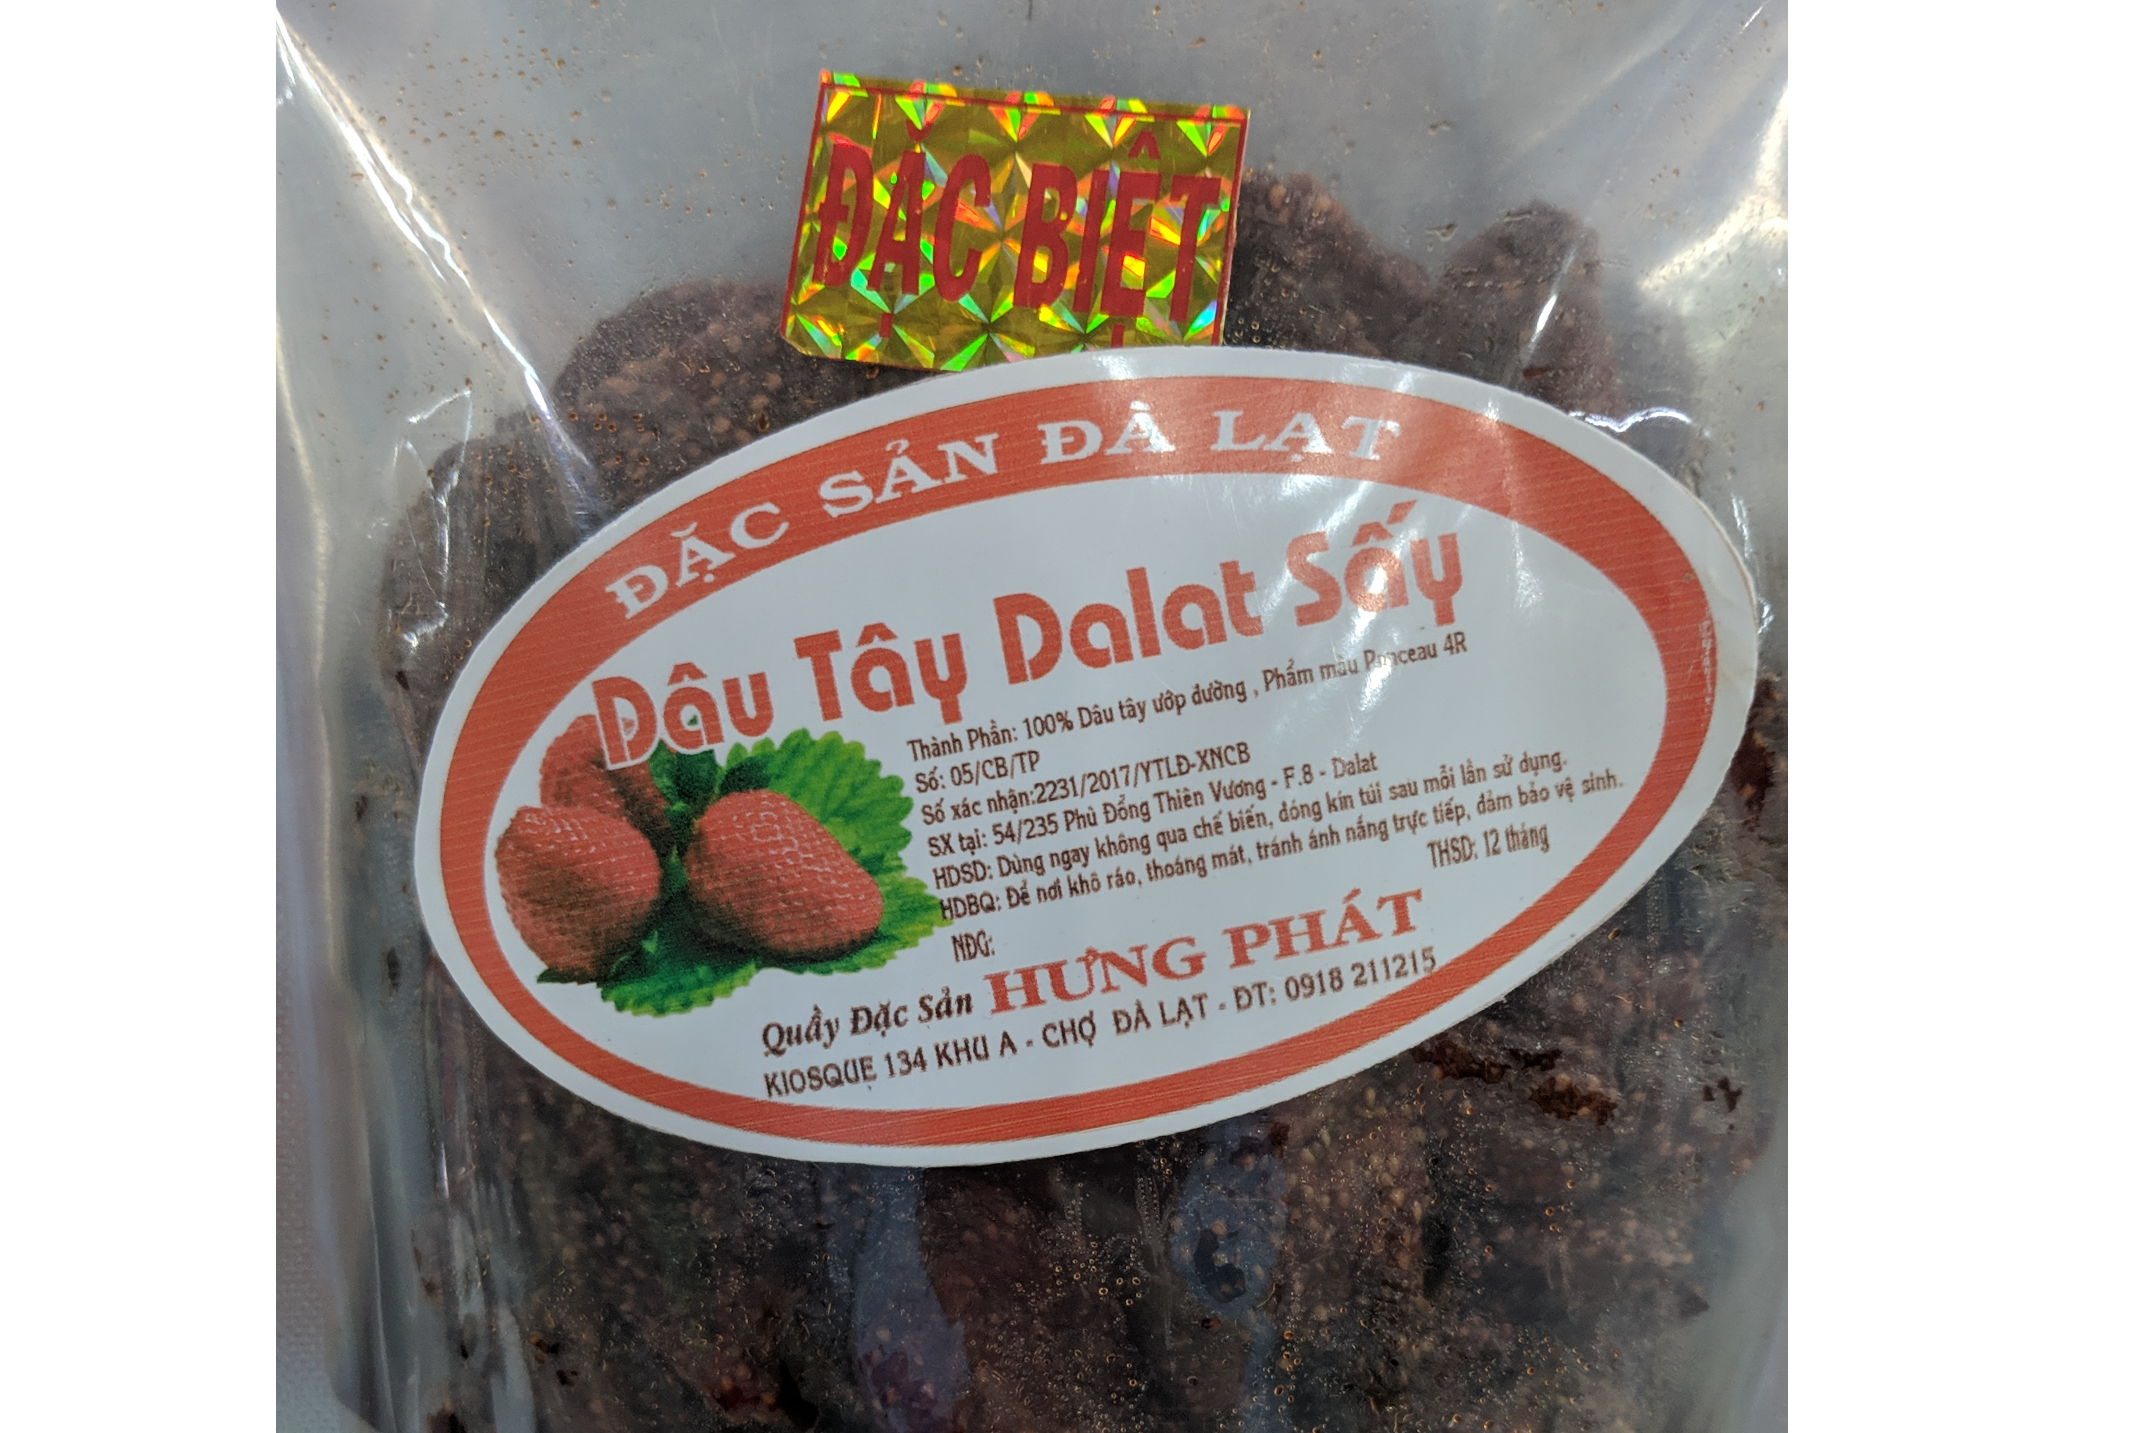 ĐẶC BIỆT
ĐẶC SẢN ĐÀ LẠT
Dâu Tây Dalat Sấy
Thành Phần: 100% Dâu tây ướp đường , Phẩm màu Ponceau 4R
Số: 05/CB/TP
Số xác nhận:2231/2017/YTLĐ-XNCB
SX tại: 54/235 Phù Đổng Thiên Vương - F.8 - Dalat
HDSD: Dùng ngay không qua chế biến, đóng kín túi sau mỗi lần sử dụng.
HDBQ: Để nơi khô ráo, thoáng mát, tránh ánh nắng trực tiếp, đảm bảo vệ sinh.
NĐG: THSD: 12 tháng
Quầy Đặc Sản HƯNG PHÁT
KIOSQUE 134 KHU A - CHỢ ĐÀ LẠT - ĐT: 0918 211215